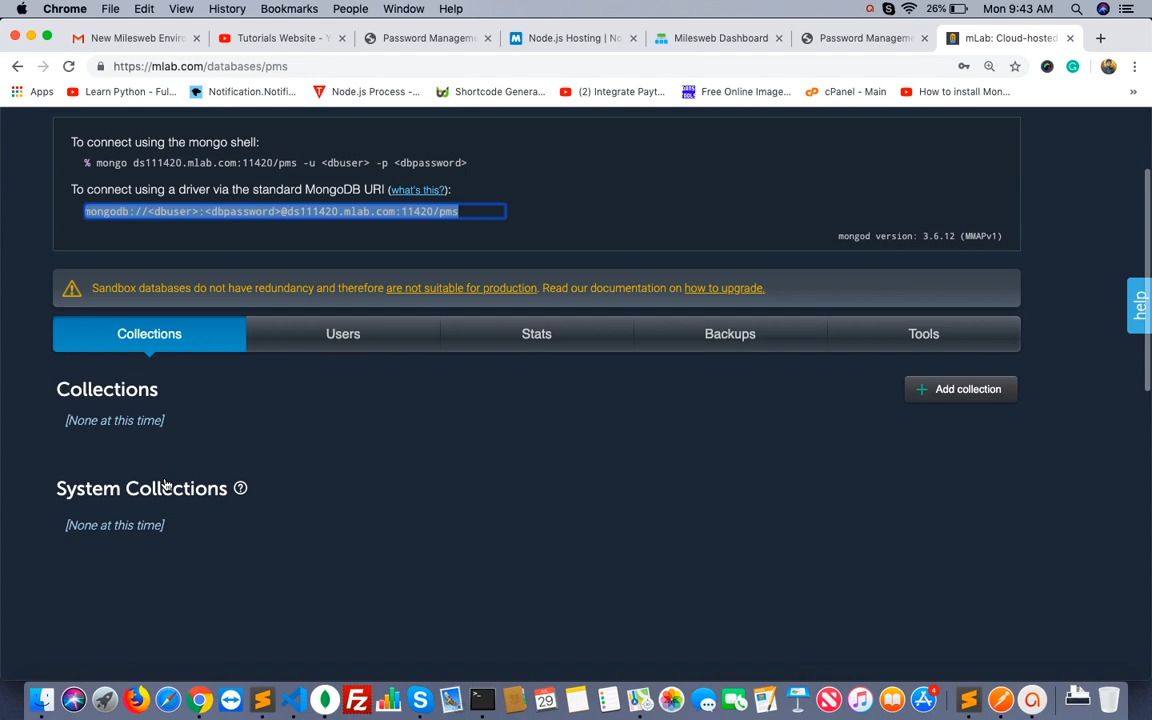 Chrome File Edit View History Bookmarks People Window Help 26% Mon 9:43 AM
New Milesweb Enviro Tutorials Website - Y Password Manageme Node.js Hosting | No Milesweb Dashboard Password Manageme mLab: Cloud-hosted
https://mlab.com/databases/pms
Apps Learn Python - Ful... Notification.Notifi... Node.js Process -... Shortcode Genera... (2) Integrate Payt... Free Online Image... cPanel - Main How to install Mon... »
To connect using the mongo shell:
% mongo ds111420.mlab.com:11420/pms -u <dbuser> -p <dbpassword>
To connect using a driver via the standard MongoDB URI (what's this?):
mongodb://<dbuser>:<dbpassword>@ds111420.mlab.com:11420/pms
mongod version: 3.6.12 (MMAPv1)
Sandbox databases do not have redundancy and therefore are not suitable for production. Read our documentation on how to upgrade.
help
Collections Users Stats Backups Tools
Collections
Add collection
[None at this time]
System Collections ?
[None at this time]